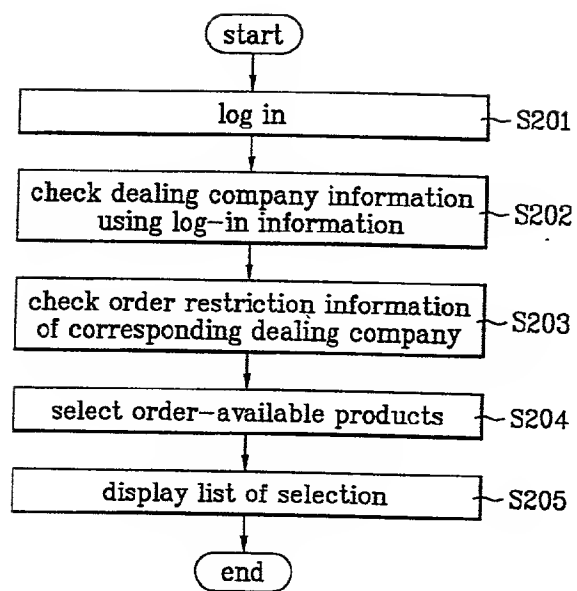 start
log in
S201
check dealing company information
using log-in information
S202
check order restriction information
of corresponding dealing company
S203
select order-available products
S204
display list of selection
S205
end